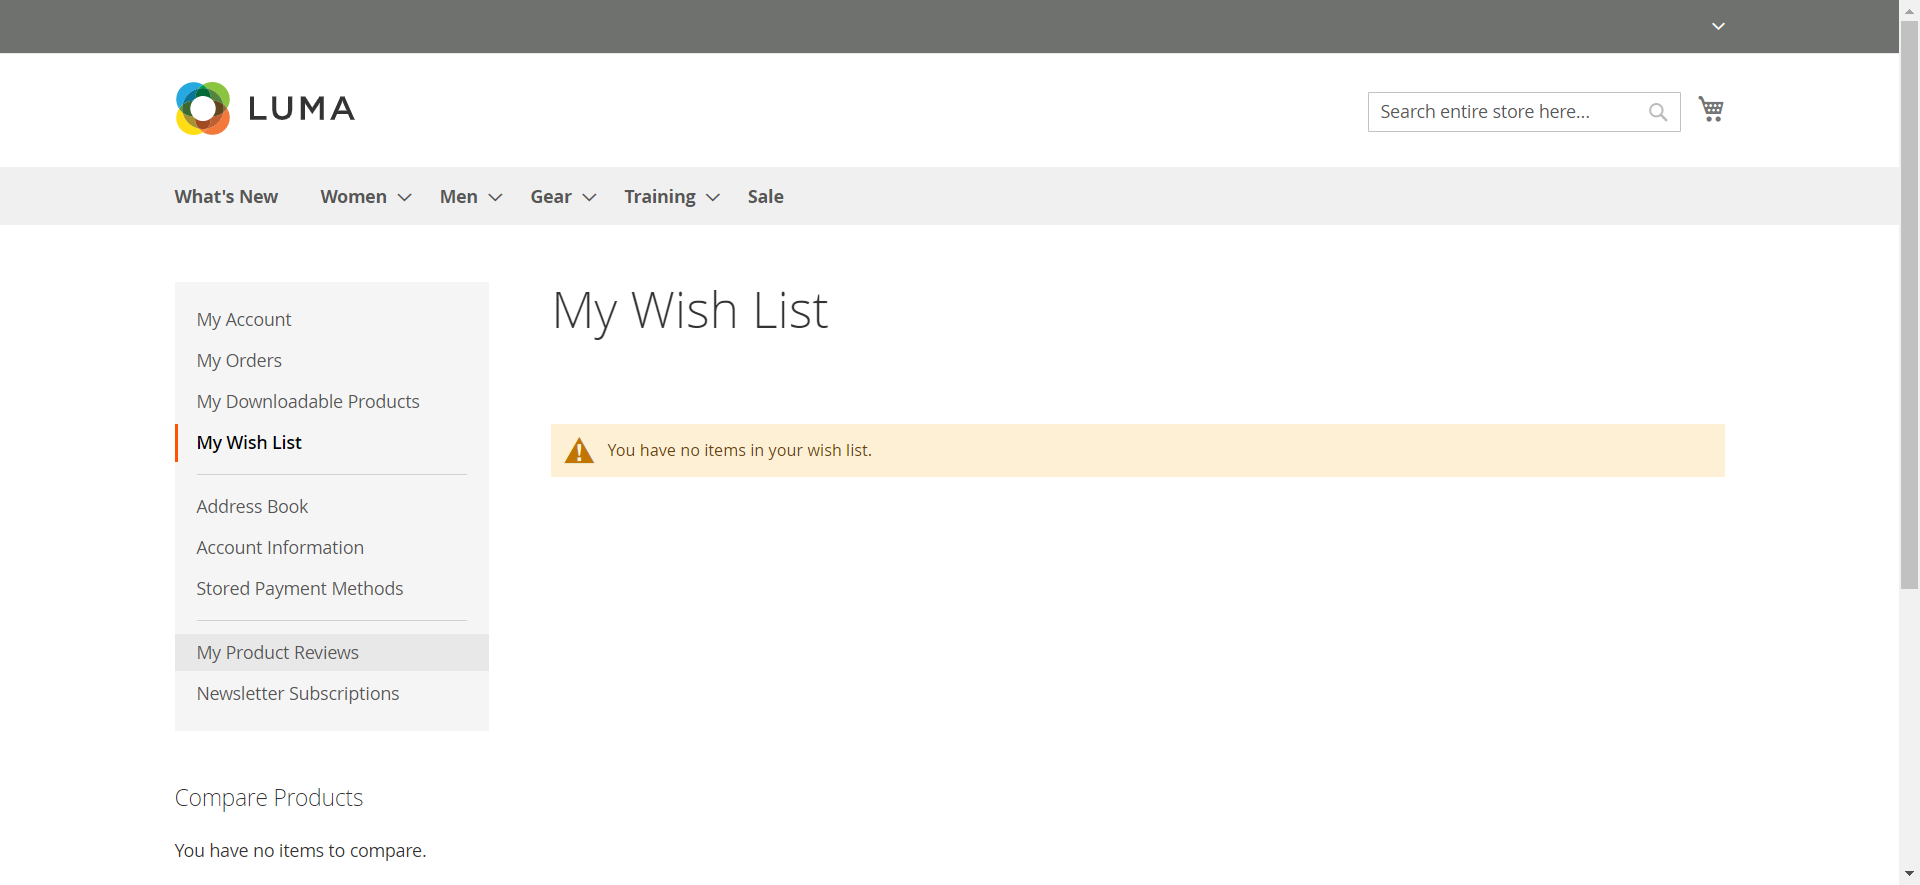 LUMA
Search entire store here...
What's New Women Men Gear Training Sale
My Account
My Orders
My Downloadable Products
My Wish List
Address Book
Account Information
Stored Payment Methods
My Product Reviews
Newsletter Subscriptions
My Wish List
You have no items in your wish list.
Compare Products
You have no items to compare.